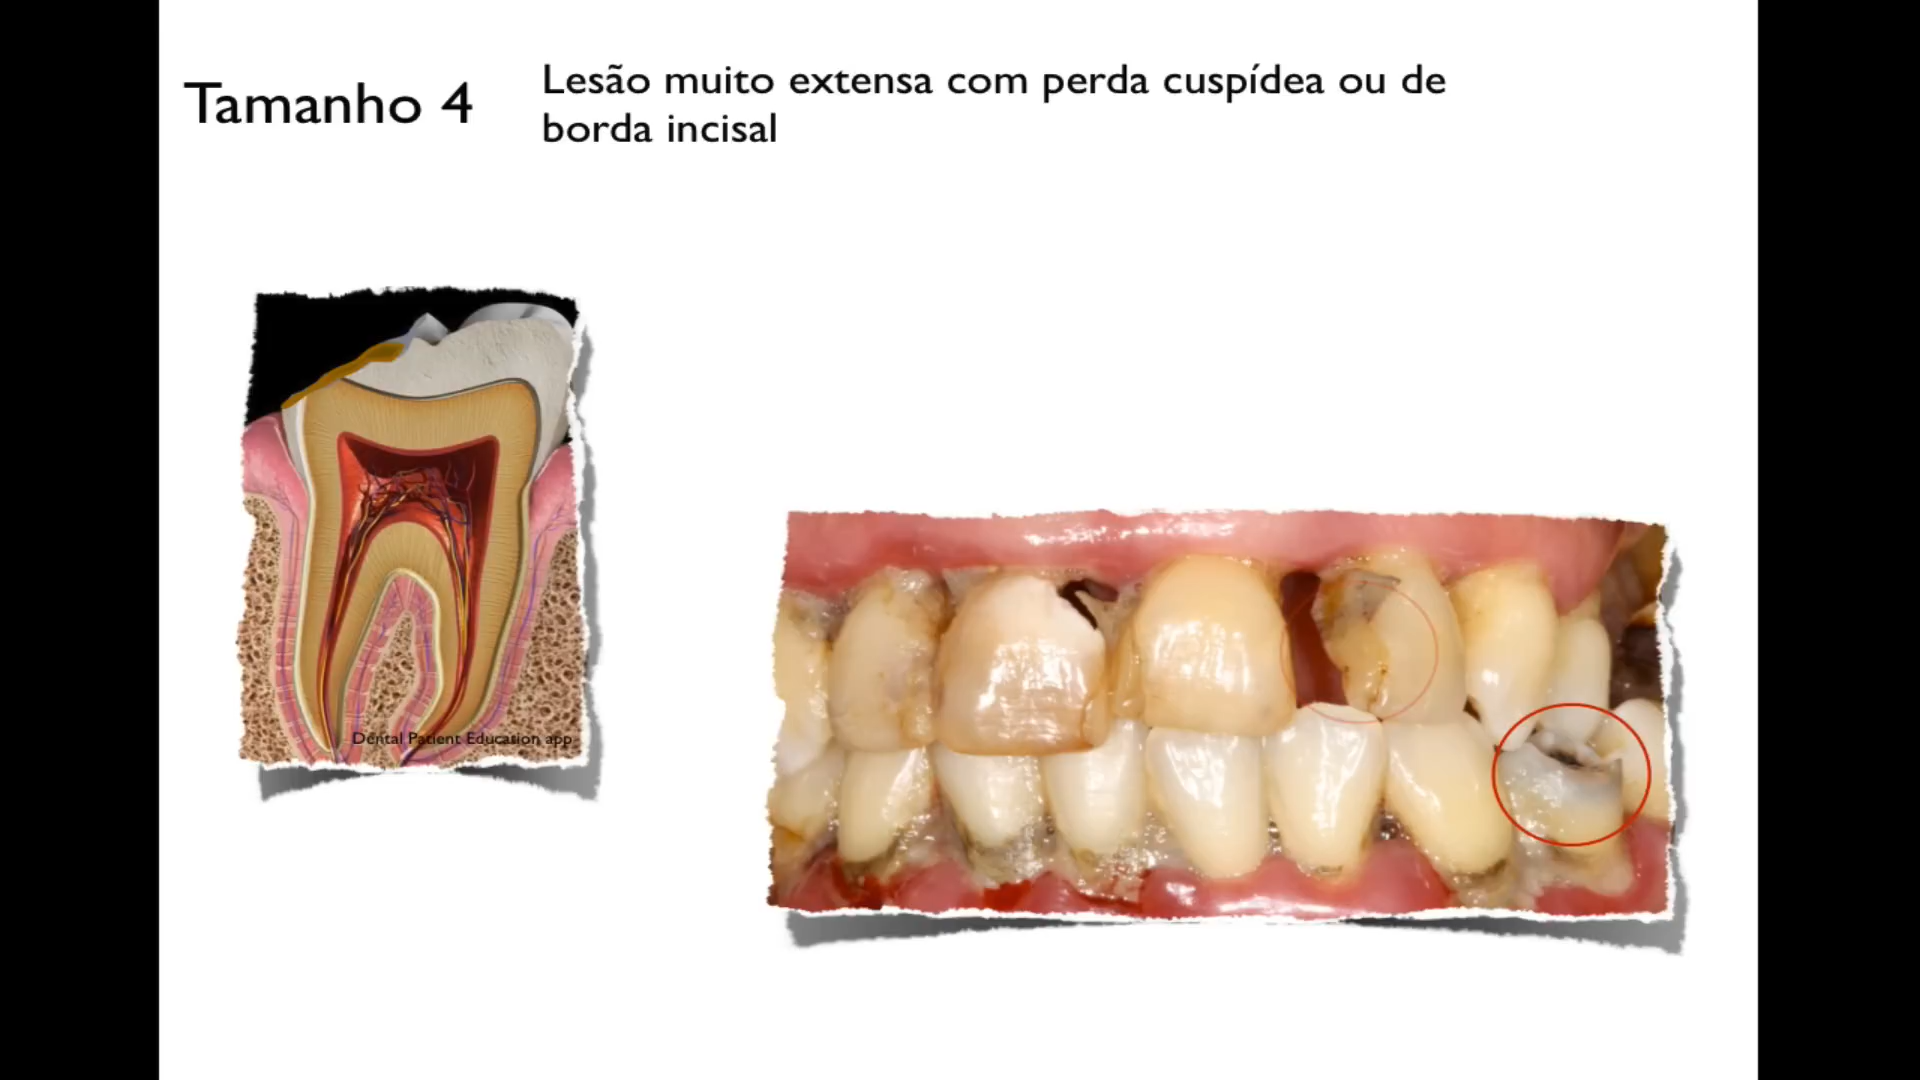 Tamanho 4
Lesão muito extensa com perda cuspídea ou de
borda incisal
Dental Patient Education app